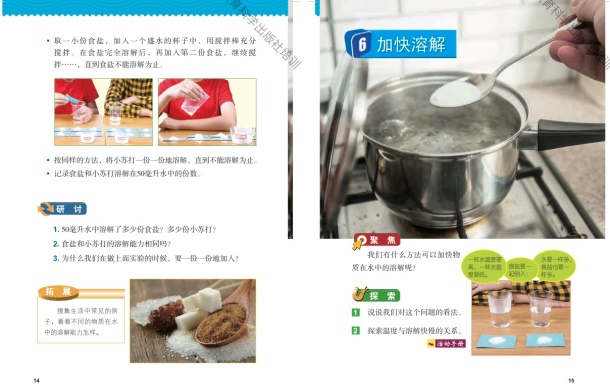 • 取一小份食盐，加入一个盛水的杯子中，用搅拌棒充分
搅拌。在食盐完全溶解后，再加入第二份食盐，继续搅
拌……，直到食盐不能溶解为止。
• 按同样的方法，将小苏打一份一份地溶解，直到不能溶解为止。
• 记录食盐和小苏打溶解在50毫升水中的份数。
研 讨
1. 50毫升水中溶解了多少份食盐？多少份小苏打？
2. 食盐和小苏打的溶解能力相同吗？
3. 为什么我们在做上面实验的时候，要一份一份地加入？
拓 展
搜集生活中常见的例
子，看看不同的物质在水
中的溶解能力怎样。
14
6 加快溶解
聚 焦
我们有什么方法可以加快物
质在水中的溶解呢？
探 索
1 说说我们对这个问题的看法。
2 探索温度与溶解快慢的关系。
活动手册
一杯水温度要
高，一杯水温
度要低。
食盐要一
起倒入！
水要一样多，
食盐也要一
样多。
15